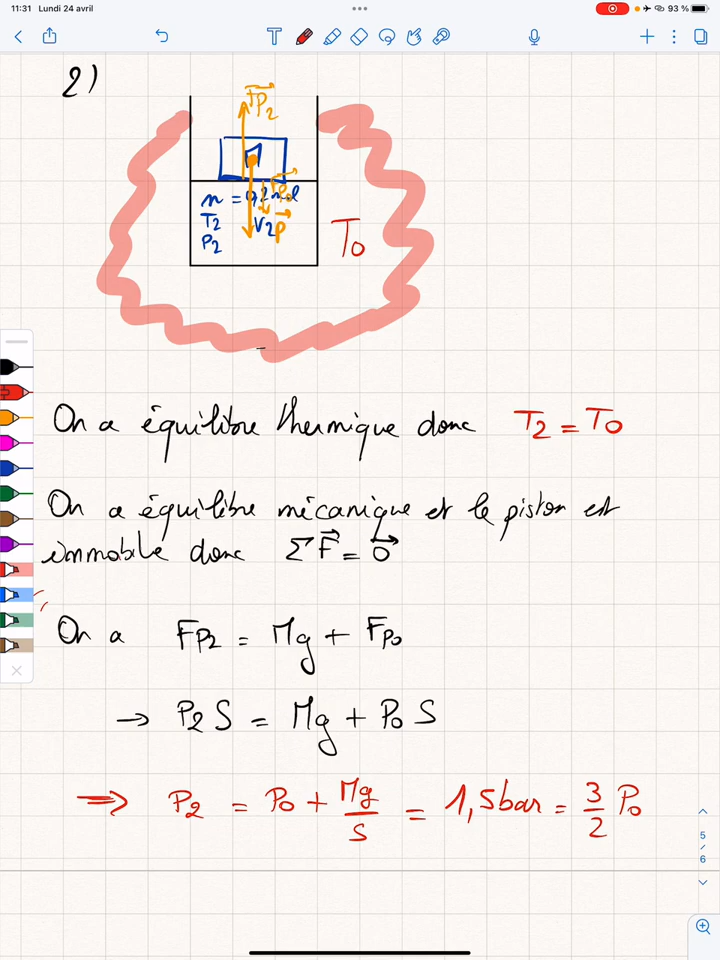 11:31 Lundi 24 avril
93 %
2)
FP₂
n = 0,2 mol
T₂ V₂ P
P₂
T₀
On a équilibre thermique donc T₂ = T₀
On a équilibre mécanique et le piston est
immobile donc ΣF⃗ = 0⃗
On a FP₂ = Mg + FP₀
→ P₂ S = Mg + P₀ S
⟹ P₂ = P₀ + Mg/S = 1,5 bar = 3/2 P₀
5
/
6